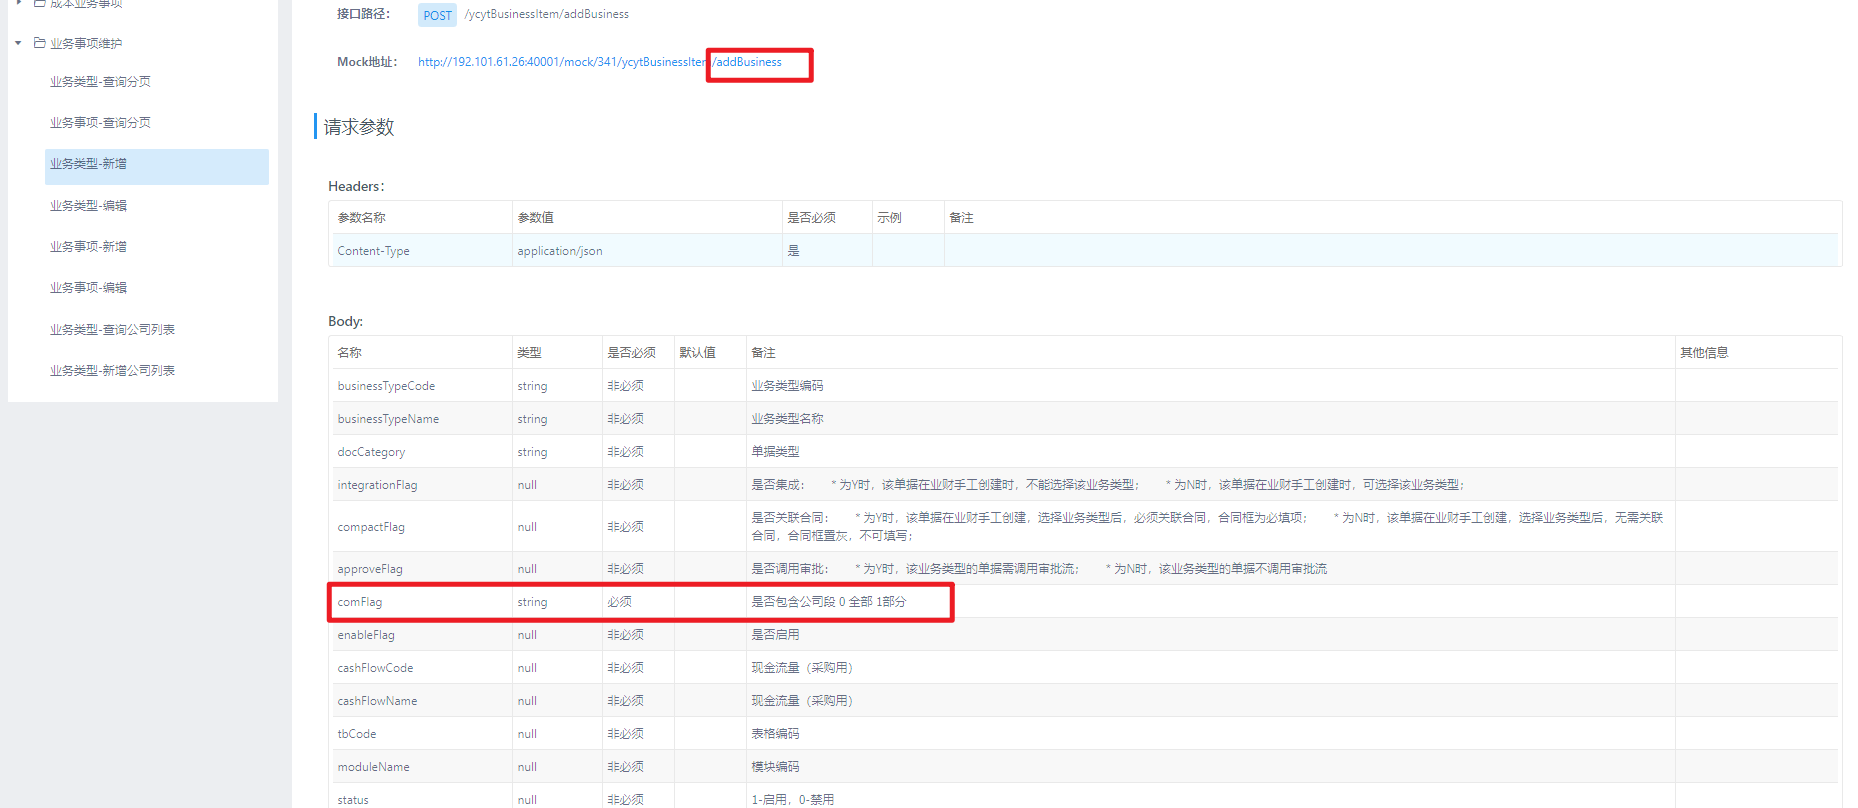 成本业务事项
业务事项维护
业务类型-查询分页
业务事项-查询分页
业务类型-新增
业务类型-编辑
业务事项-新增
业务事项-编辑
业务类型-查询公司列表
业务类型-新增公司列表
接口路径： POST /ycytBusinessItem/addBusiness
Mock地址： http://192.101.61.26:40001/mock/341/ycytBusinessItem/addBusiness
请求参数
Headers：
参数名称 参数值 是否必须 示例 备注
Content-Type application/json 是
Body:
名称 类型 是否必须 默认值 备注 其他信息
businessTypeCode string 非必须 业务类型编码
businessTypeName string 非必须 业务类型名称
docCategory string 非必须 单据类型
integrationFlag null 非必须 是否集成： * 为Y时，该单据在业财手工创建时，不能选择该业务类型； * 为N时，该单据在业财手工创建时，可选择该业务类型；
compactFlag null 非必须 是否关联合同： * 为Y时，该单据在业财手工创建，选择业务类型后，必须关联合同，合同框为必填项； * 为N时，该单据在业财手工创建，选择业务类型后，无需关联
合同，合同框置灰，不可填写；
approveFlag null 非必须 是否调用审批： * 为Y时，该业务类型的单据需调用审批流； * 为N时，该业务类型的单据不调用审批流
comFlag string 必须 是否包含公司段 0 全部 1部分
enableFlag null 非必须 是否启用
cashFlowCode null 非必须 现金流量（采购用）
cashFlowName null 非必须 现金流量（采购用）
tbCode null 非必须 表格编码
moduleName null 非必须 模块编码
status null 非必须 1-启用，0-禁用